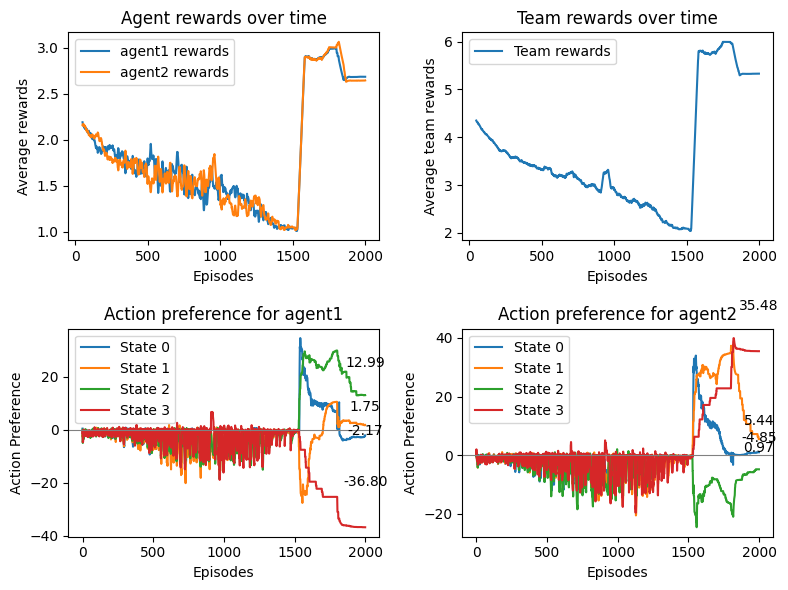 Agent rewards over time
Average rewards
3.0
2.5
2.0
1.5
1.0
agent1 rewards
agent2 rewards
0 500 1000 1500 2000
Episodes
Team rewards over time
Average team rewards
6
5
4
3
2
Team rewards
0 500 1000 1500 2000
Episodes
Action preference for agent1
Action Preference
20
0
−20
−40
State 0
State 1
State 2
State 3
12.99
1.75
-2.17
-36.80
0 500 1000 1500 2000
Episodes
Action preference for agent2
Action Preference
40
20
0
−20
State 0
State 1
State 2
State 3
35.48
5.44
-4.85
0.97
0 500 1000 1500 2000
Episodes